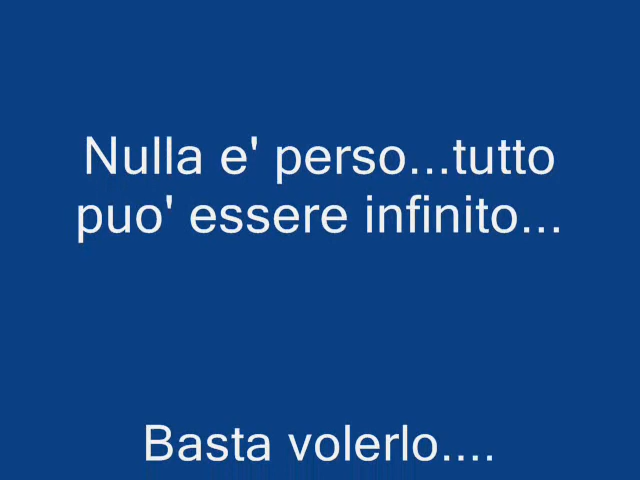 Nulla e' perso...tutto
puo' essere infinito...
Basta volerlo....